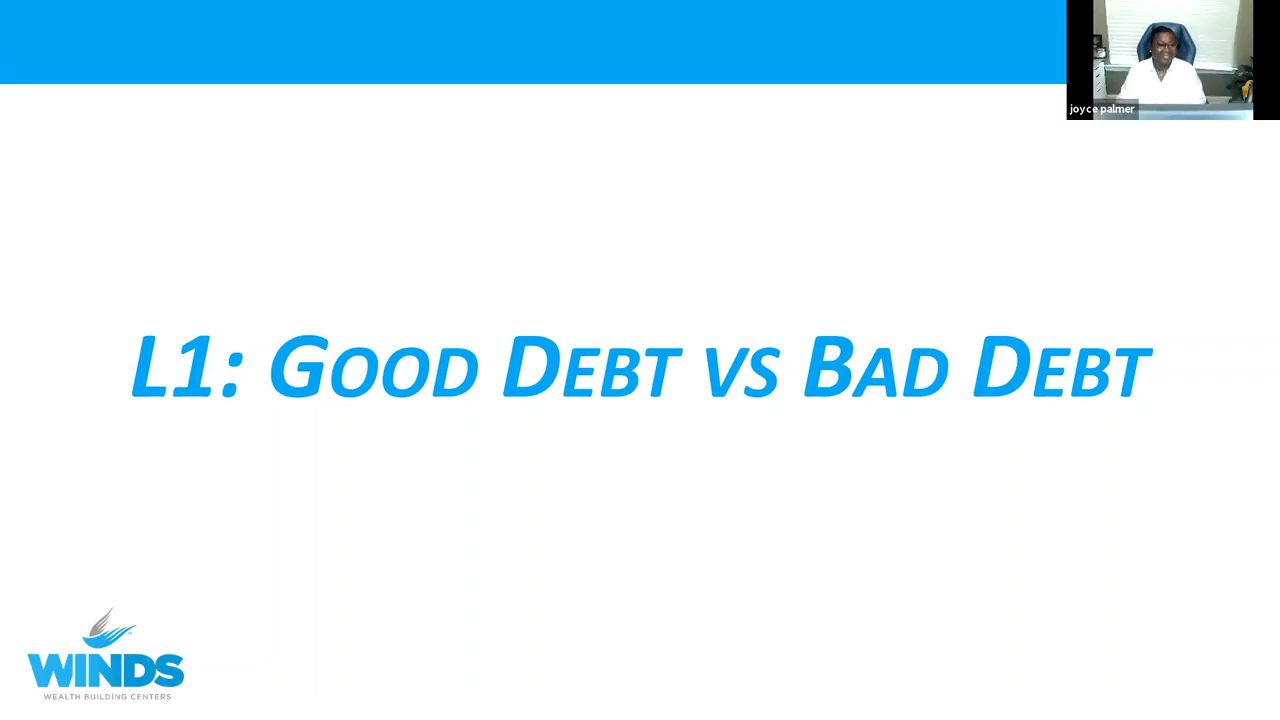 joyce palmer
L1: GOOD DEBT VS BAD DEBT
WINDS
WEALTH BUILDING CENTERS